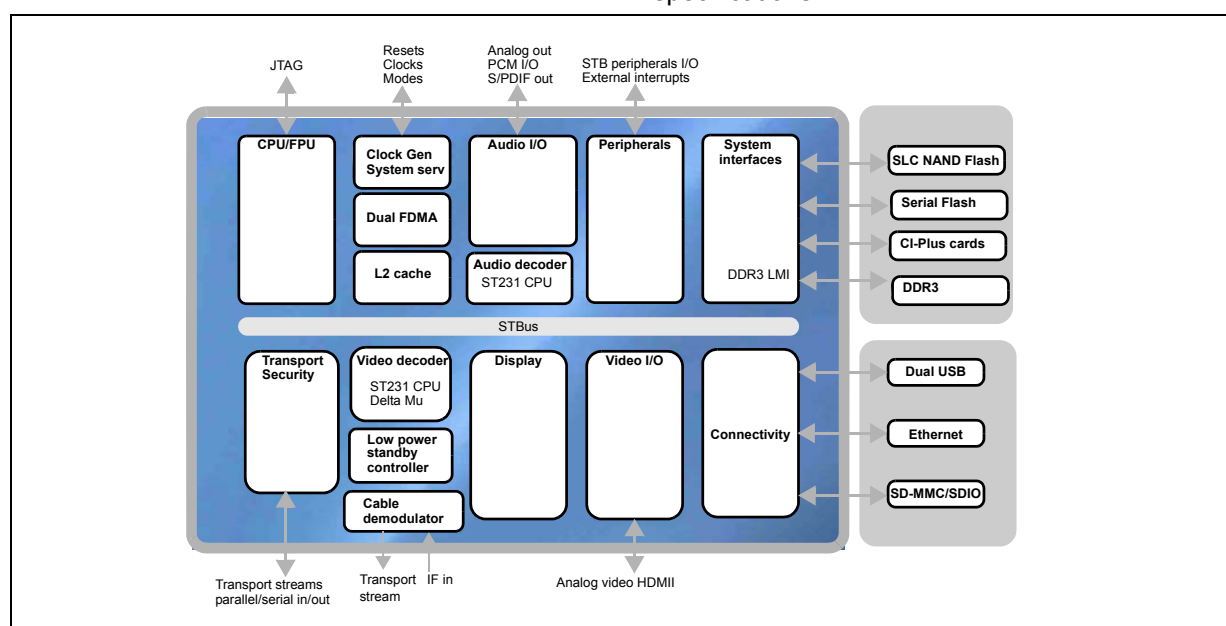 JTAG
Resets
Clocks
Modes
Analog out
PCM I/O
S/PDIF out
STB peripherals I/O
External interrupts
CPU/FPU
Clock Gen
System serv
Dual FDMA
L2 cache
Audio I/O
Audio decoder
ST231 CPU
Peripherals
System
interfaces
DDR3 LMI
SLC NAND Flash
Serial Flash
CI-Plus cards
DDR3
STBus
Transport
Security
Video decoder
ST231 CPU
Delta Mu
Low power
standby
controller
Cable
demodulator
Display
Video I/O
Connectivity
Dual USB
Ethernet
SD-MMC/SDIO
Transport streams
parallel/serial in/out
Transport
stream
IF in
Analog video HDMII